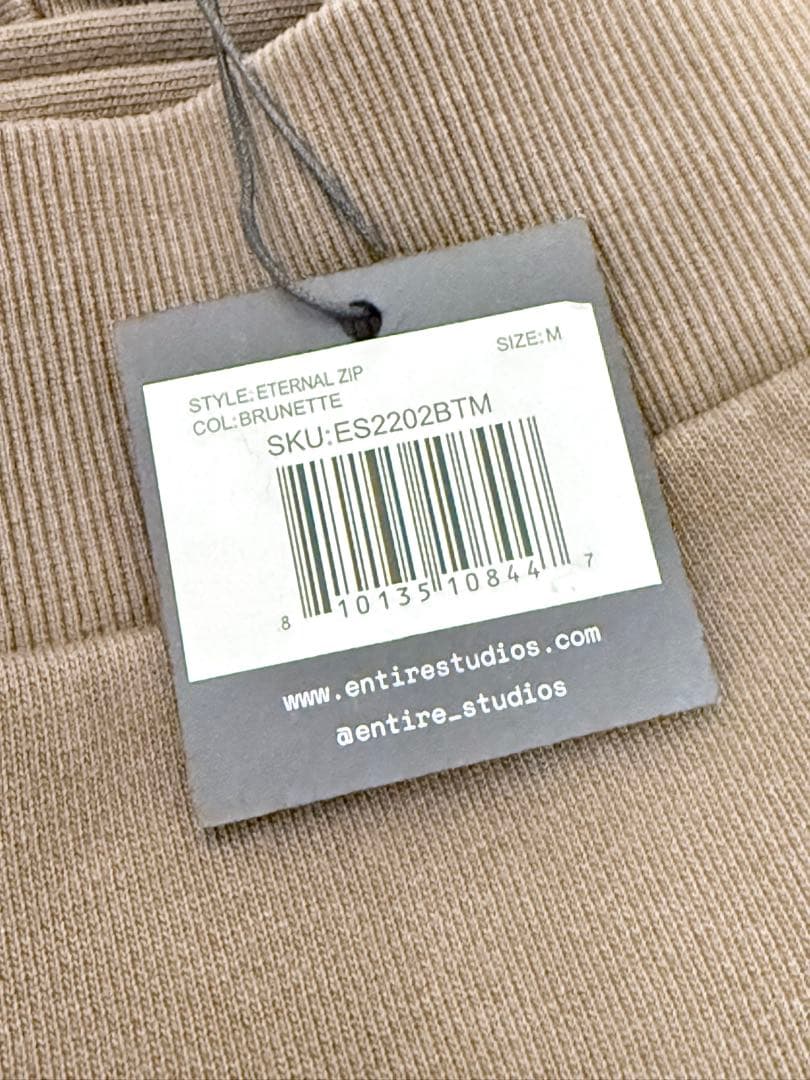 SIZE:M
STYLE:ETERNAL ZIP
COL:BRUNETTE
SKU:ES2202BTM
8 10135 10844 7
www.entirestudios.com
@entire_studios